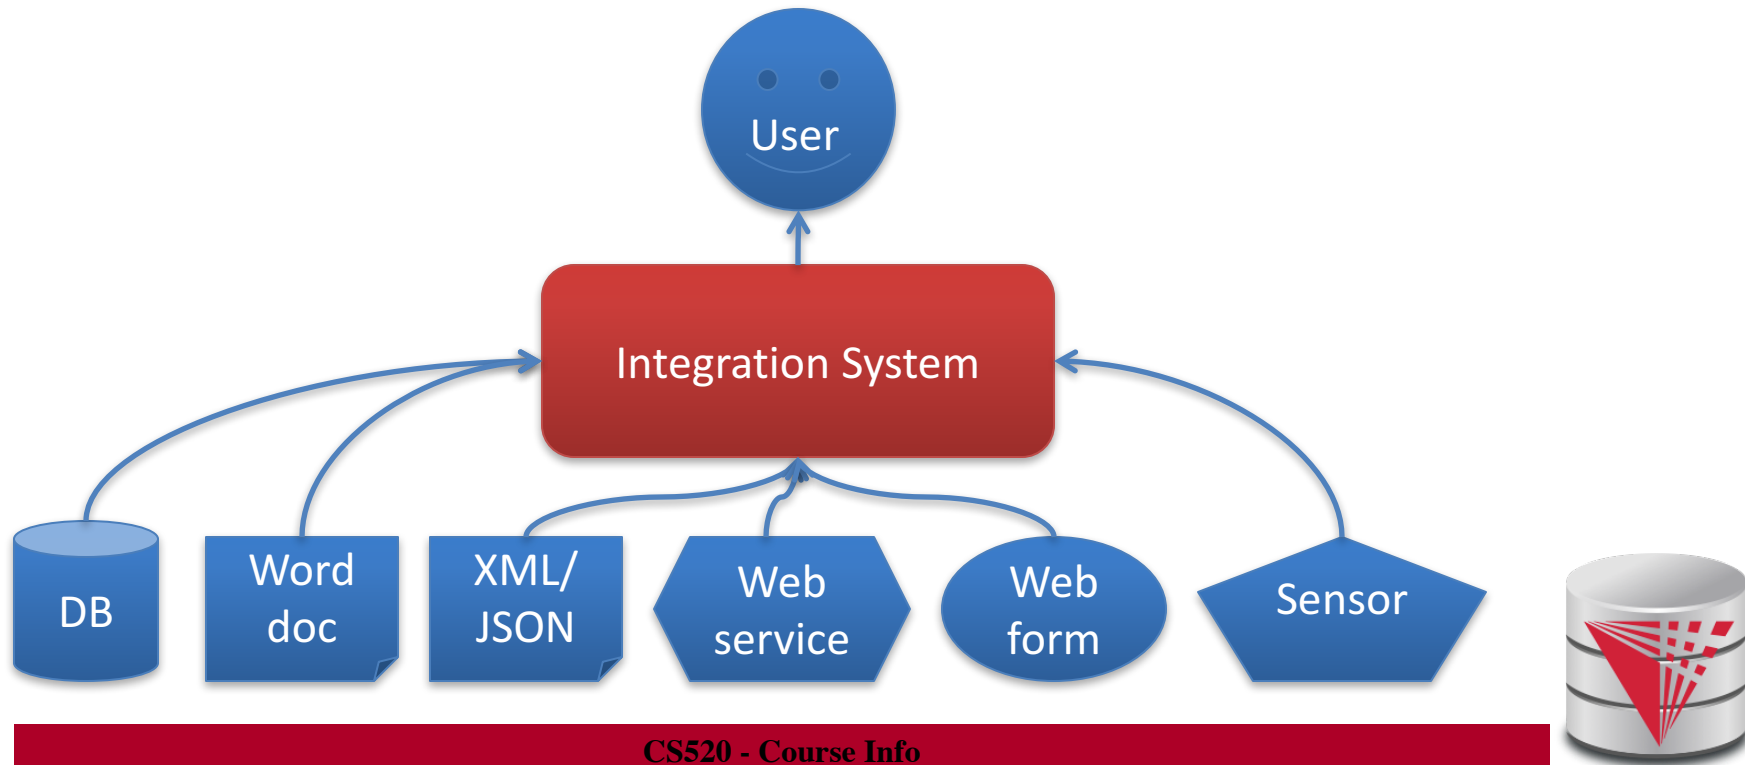 User
Integration System
DB
Word
doc
XML/
JSON
Web
service
Web
form
Sensor
CS520 - Course Info